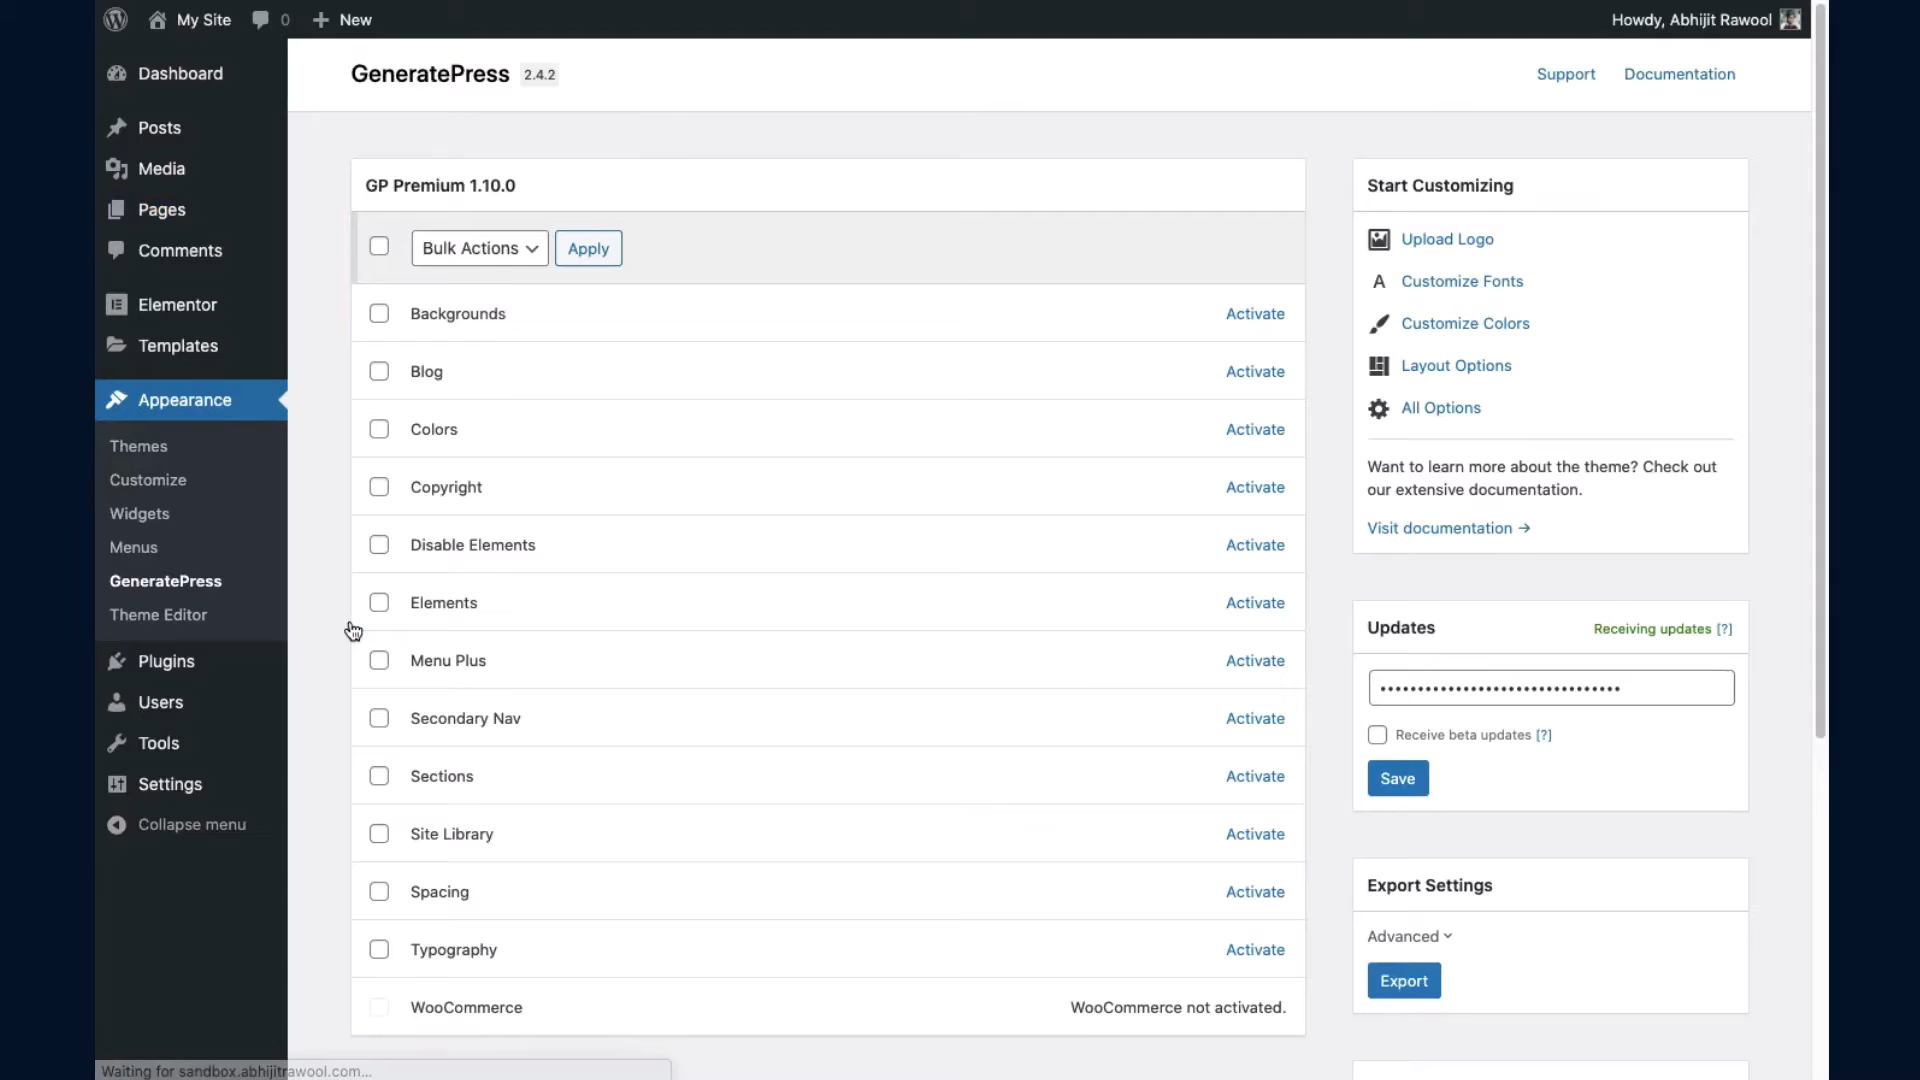 My Site
0
New
Howdy, Abhijit Rawool
Dashboard
Posts
Media
Pages
Comments
Elementor
Templates
Appearance
Themes
Customize
Widgets
Menus
GeneratePress
Theme Editor
Plugins
Users
Tools
Settings
Collapse menu
GeneratePress 2.4.2
Support
Documentation
GP Premium 1.10.0
Bulk Actions
Apply
Backgrounds Activate
Blog Activate
Colors Activate
Copyright Activate
Disable Elements Activate
Elements Activate
Menu Plus Activate
Secondary Nav Activate
Sections Activate
Site Library Activate
Spacing Activate
Typography Activate
WooCommerce WooCommerce not activated.
Start Customizing
Upload Logo
A Customize Fonts
Customize Colors
Layout Options
All Options
Want to learn more about the theme? Check out
our extensive documentation.
Visit documentation →
Updates Receiving updates [?]
Receive beta updates [?]
Save
Export Settings
Advanced
Export
Waiting for sandbox.abhijitrawool.com...